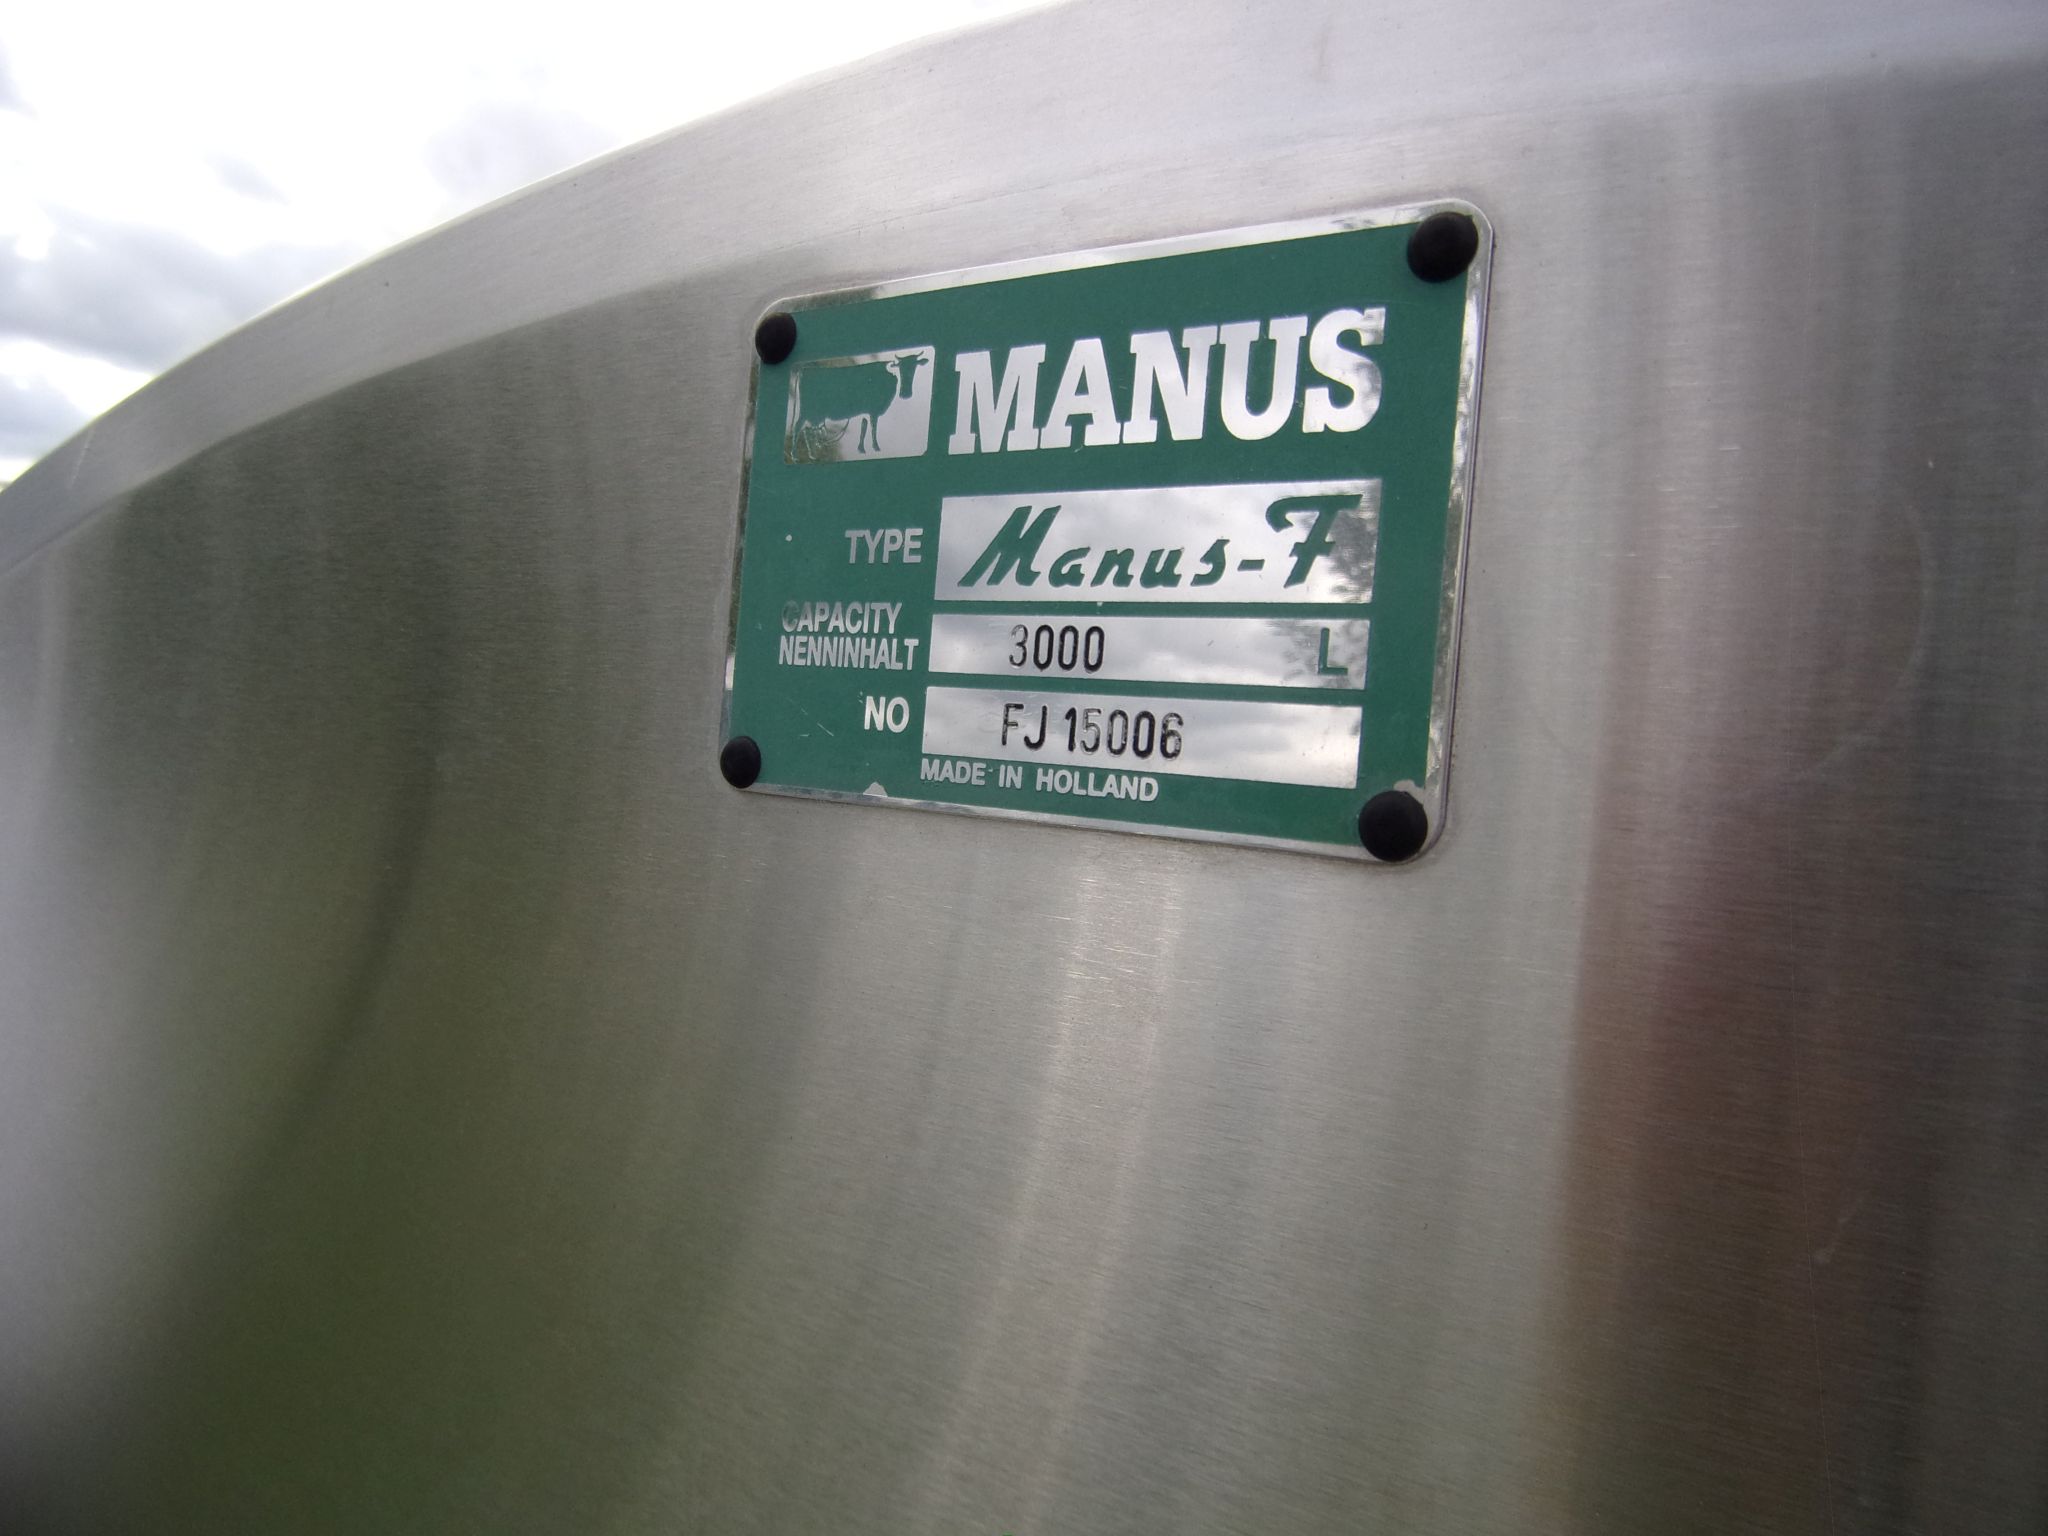 MANUS
TYPE Manus-F
CAPACITY
NENNINHALT 3000 L
NO FJ 15006
MADE IN HOLLAND